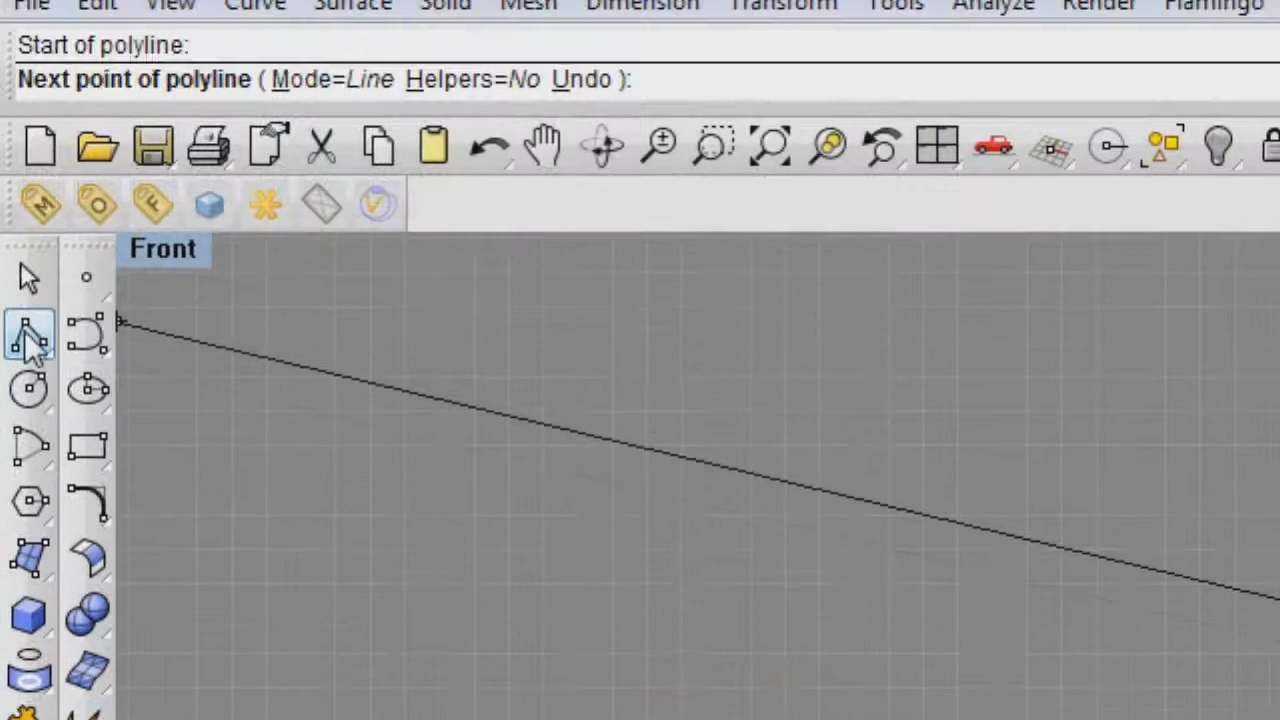 File Edit View Curve Surface Solid Mesh Dimension Transform Tools Analyze Render Flamingo
Start of polyline:
Next point of polyline ( Mode=Line Helpers=No Undo ):
M O F
Front